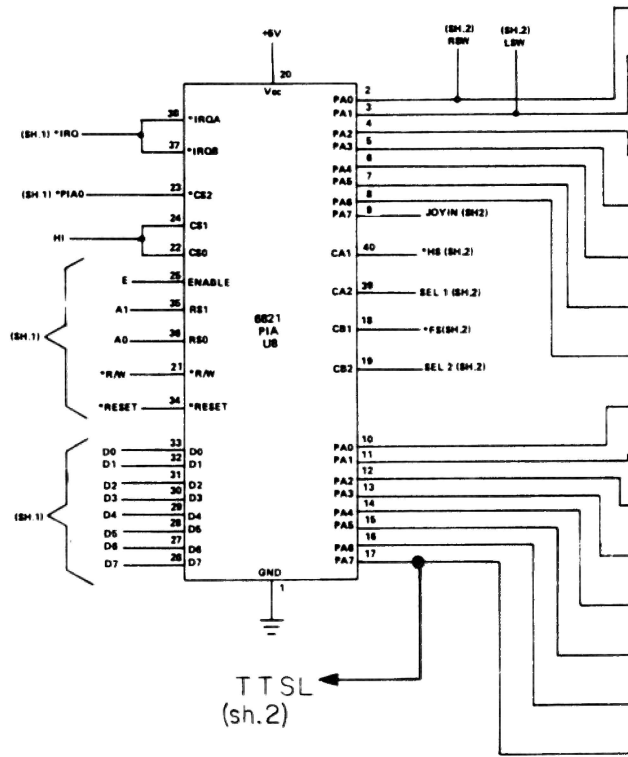 +5V
(SH.2)
RSW
(SH.2)
LSW
20
Vcc
(SH.1) *IRQ
38 *IRQA
37 *IRQB
(SH.1) *PIA0 23 *CS2
HI
24 CS1
22 CS0
(SH.1)
E 25 ENABLE
A1 35 RS1
A0 36 RS0
*R/W 21 *R/W
*RESET 34 *RESET
(SH.1)
D0 33 D0
D1 32 D1
D2 31 D2
D3 30 D3
D4 29 D4
D5 28 D5
D6 27 D6
D7 26 D7
6821
PIA
U8
GND
1
PA0 2
PA1 3
PA2 4
PA3 5
PA4 6
PA5 7
PA6 8
PA7 9 JOYIN (SH2)
CA1 40 *HS (SH.2)
CA2 39 SEL 1 (SH.2)
CB1 18 *FS(SH.2)
CB2 19 SEL 2 (SH.2)
PA0 10
PA1 11
PA2 12
PA3 13
PA4 14
PA5 15
PA6 16
PA7 17
TTSL
(sh.2)